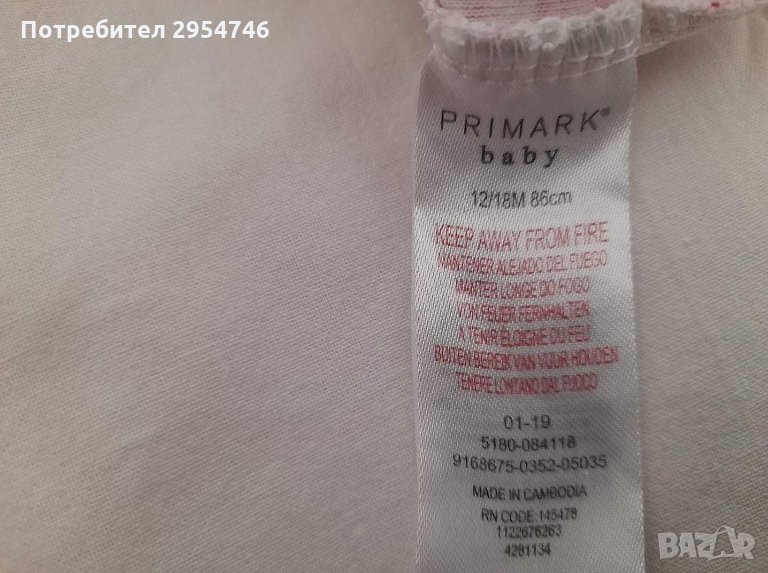 Потребител 2954746
PRIMARK®
baby
12/18M 86cm
KEEP AWAY FROM FIRE
MANTENER ALEJADO DEL FUEGO
MANTER LONGE DO FOGO
VON FEUER FERNHALTEN
A TENIR ÉLOIGNÉ DU FEU
BUITEN BEREIK VAN VUUR HOUDEN
TENERE LONTANO DAL FUOCO
01-19
5180-084118
9168675-0352-05035
MADE IN CAMBODIA
RN CODE: 145478
1122676263
4281134
BAZAR